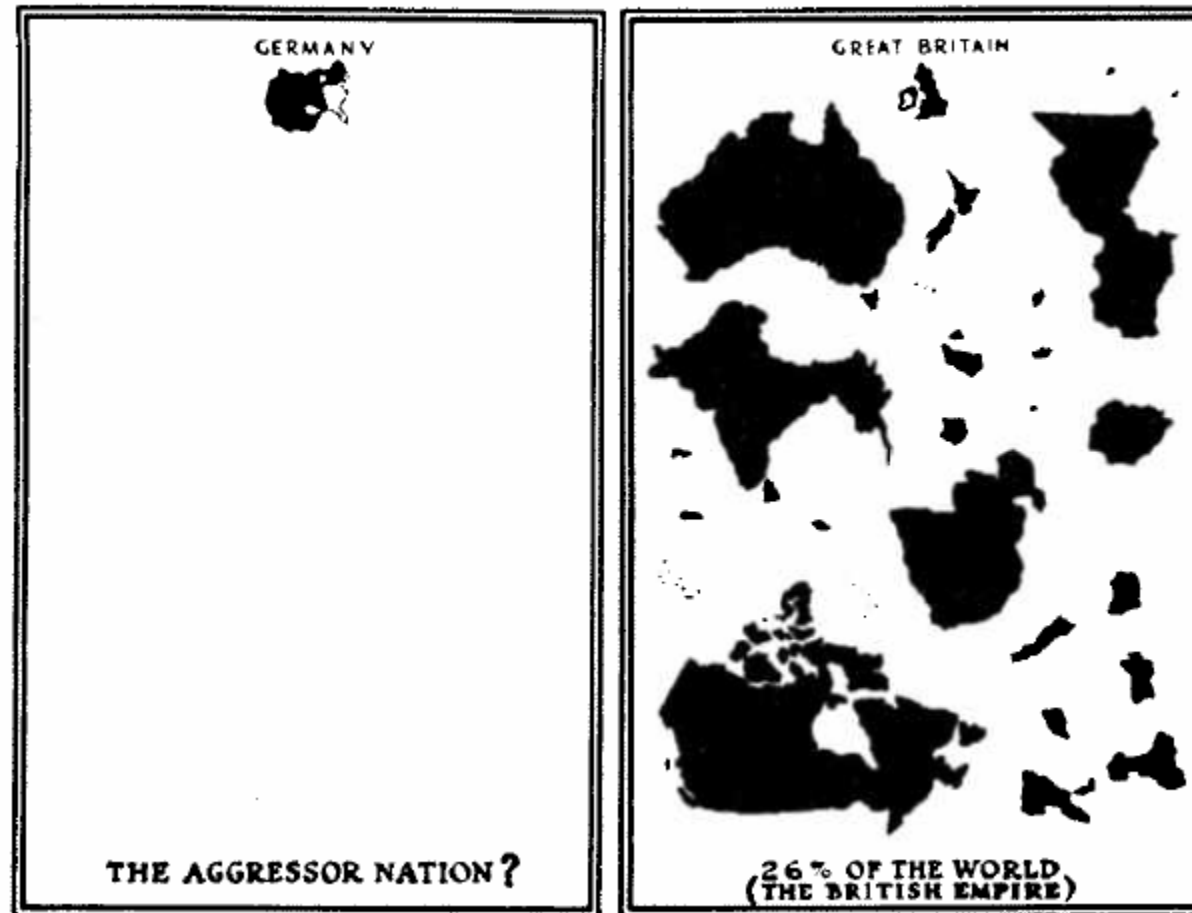 GERMANY
THE AGGRESSOR NATION?
GREAT BRITAIN
26% OF THE WORLD
(THE BRITISH EMPIRE)